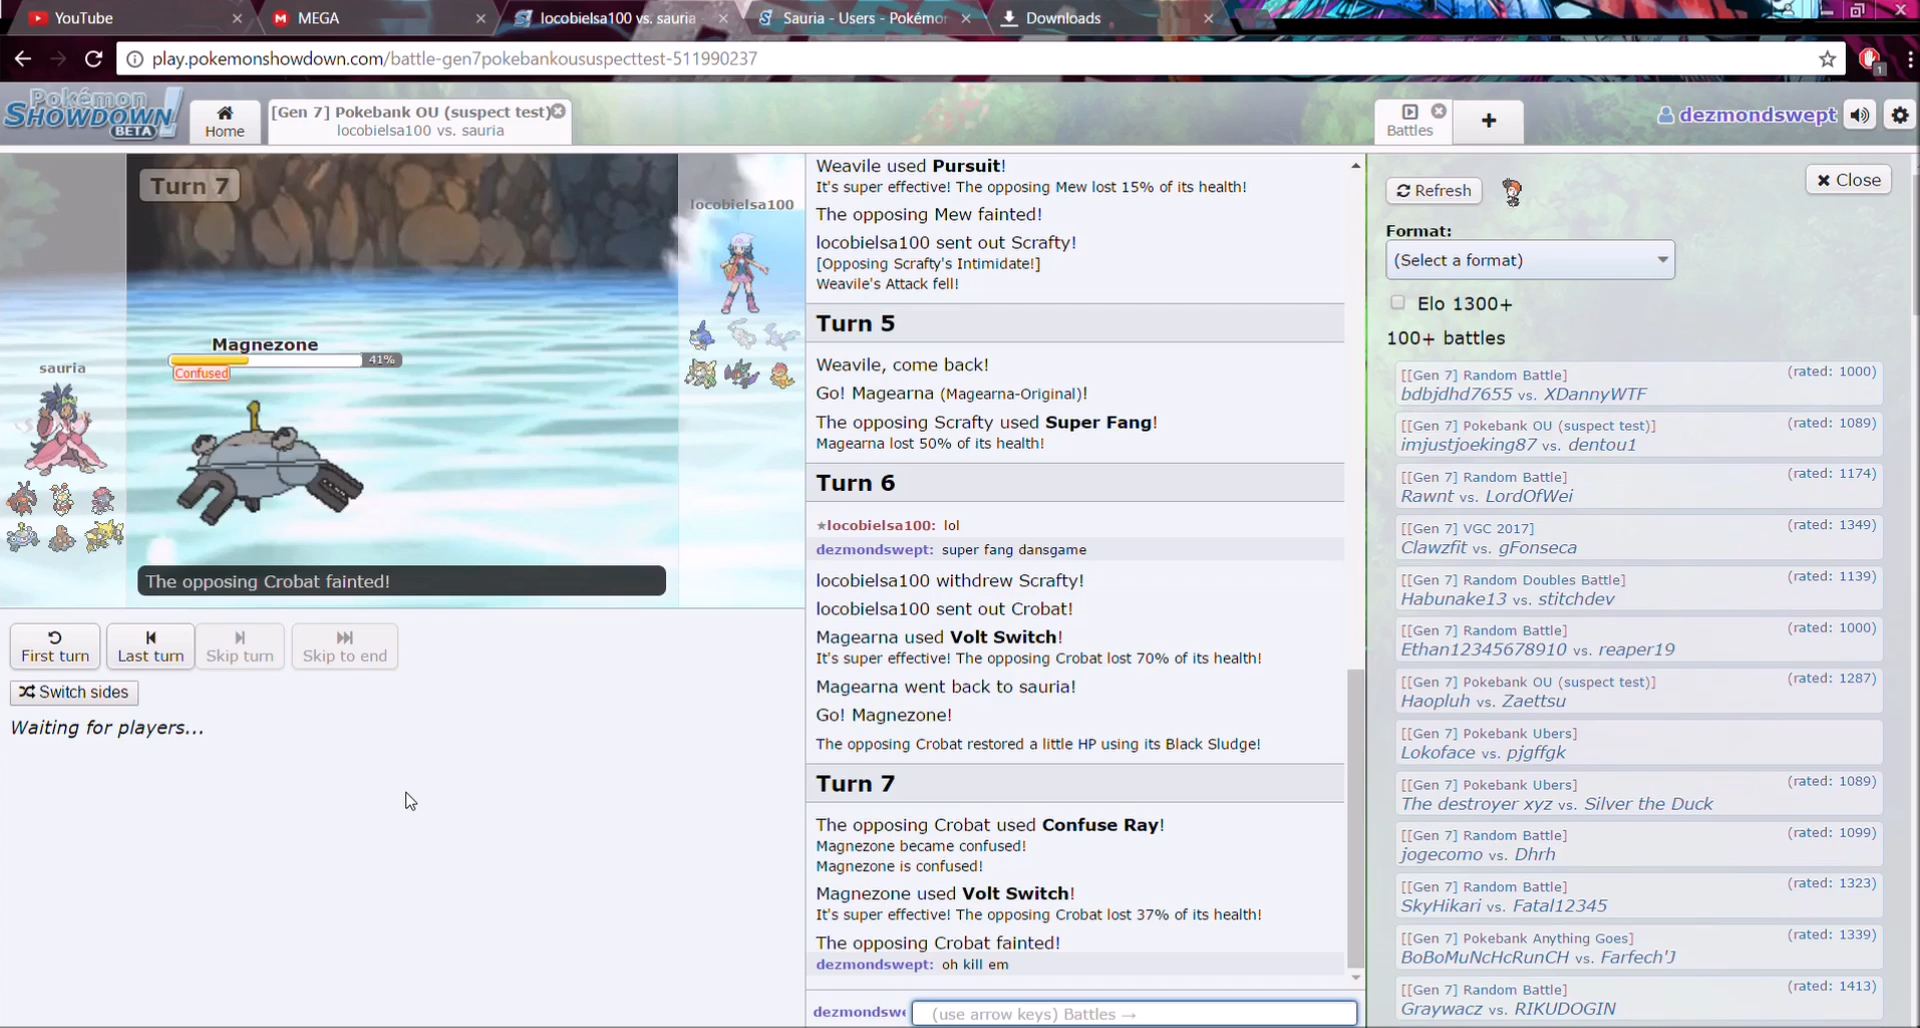 YouTube
MEGA
locobielsa100 vs. sauria
Sauria - Users - Pokémon
Downloads
play.pokemonshowdown.com/battle-gen7pokebankoususpecttest-511990237
1
Pokémon
SHOWDOWN!
BETA
Home
[Gen 7] Pokebank OU (suspect test)
locobielsa100 vs. sauria
Battles
+
dezmondswept
Turn 7
locobielsa100
sauria
Magnezone
41%
Confused
The opposing Crobat fainted!
First turn
Last turn
Skip turn
Skip to end
Switch sides
Waiting for players...
Weavile used Pursuit!
It's super effective! The opposing Mew lost 15% of its health!
The opposing Mew fainted!
locobielsa100 sent out Scrafty!
[Opposing Scrafty's Intimidate!]
Weavile's Attack fell!
Turn 5
Weavile, come back!
Go! Magearna (Magearna-Original)!
The opposing Scrafty used Super Fang!
Magearna lost 50% of its health!
Turn 6
★locobielsa100: lol
dezmondswept: super fang dansgame
locobielsa100 withdrew Scrafty!
locobielsa100 sent out Crobat!
Magearna used Volt Switch!
It's super effective! The opposing Crobat lost 70% of its health!
Magearna went back to sauria!
Go! Magnezone!
The opposing Crobat restored a little HP using its Black Sludge!
Turn 7
The opposing Crobat used Confuse Ray!
Magnezone became confused!
Magnezone is confused!
Magnezone used Volt Switch!
It's super effective! The opposing Crobat lost 37% of its health!
The opposing Crobat fainted!
dezmondswept: oh kill em
dezmondswe
(use arrow keys) Battles →
Refresh
Close
Format:
(Select a format)
Elo 1300+
100+ battles
[[Gen 7] Random Battle] (rated: 1000)
bdbjdhd7655 vs. XDannyWTF
[[Gen 7] Pokebank OU (suspect test)] (rated: 1089)
imjustjoeking87 vs. dentou1
[[Gen 7] Random Battle] (rated: 1174)
Rawnt vs. LordOfWei
[[Gen 7] VGC 2017] (rated: 1349)
Clawzfit vs. gFonseca
[[Gen 7] Random Doubles Battle] (rated: 1139)
Habunake13 vs. stitchdev
[[Gen 7] Random Battle] (rated: 1000)
Ethan12345678910 vs. reaper19
[[Gen 7] Pokebank OU (suspect test)] (rated: 1287)
Haopluh vs. Zaettsu
[[Gen 7] Pokebank Ubers]
Lokoface vs. pjgffgk
[[Gen 7] Pokebank Ubers] (rated: 1089)
The destroyer xyz vs. Silver the Duck
[[Gen 7] Random Battle] (rated: 1099)
jogecomo vs. Dhrh
[[Gen 7] Random Battle] (rated: 1323)
SkyHikari vs. Fatal12345
[[Gen 7] Pokebank Anything Goes] (rated: 1339)
BoBoMuNcHcRunCH vs. Farfech'J
[[Gen 7] Random Battle] (rated: 1413)
Graywacz vs. RIKUDOGIN